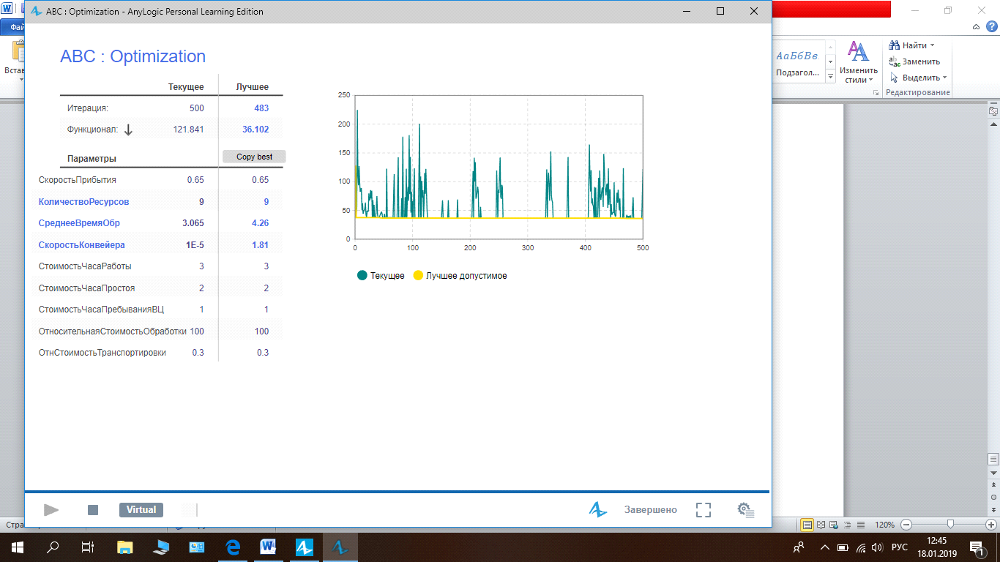 ABC : Optimization - AnyLogic Personal Learning Edition
Фай
Встав
ABC : Optimization
Текущее Лучшее
Итерация: 500 483
Функционал: 121.841 36.102
Параметры Copy best
СкоростьПрибытия 0.65 0.65
КоличествоРесурсов 9 9
СреднееВремяОбр 3.065 4.26
СкоростьКонвейера 1E-5 1.81
СтоимостьЧасаРаботы 3 3
СтоимостьЧасаПростоя 2 2
СтоимостьЧасаПребыванияВЦ 1 1
ОтносительнаяСтоимостьОбработки 100 100
ОтнСтоимостьТранспортировки 0.3 0.3
250
200
150
100
50
0
0 100 200 300 400 500
Текущее Лучшее допустимое
АаБбВв
Подзагол...
Изменить
стили
Найти
Заменить
Выделить
Редактирование
Virtual
Завершено
Стра
120%
РУС
12:45
18.01.2019
1